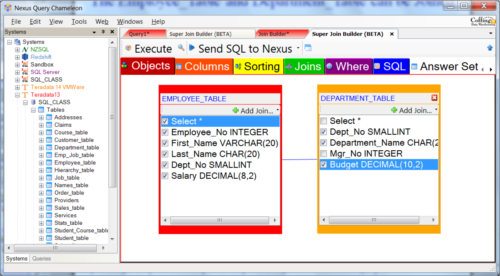 Nexus Query Chameleon
File View Tools Web Windows Help
Coffing
Systems
Systems
NZSQL
Redshift
Sandbox
SQL Server
SQL_CLASS
Teradata 14 VMWare
Teradata13
SQL_CLASS
Tables
Addresses
Claims
Course_table
Customer_table
Department_table
Emp_Job_table
Employee_table
Hierarchy_table
Job_table
Names_table
Order_table
Providers
Sales_table
Services
Stats_table
Student_Course_table
Student_table
Systems Queries
Query1* Super Join Builder (BETA) Join Builder* Super Join Builder (BETA)
Execute Send SQL to Nexus
Objects Columns Sorting Joins Where SQL Answer Set
EMPLOYEE_TABLE
Add Join...
Select *
Employee_No INTEGER
First_Name VARCHAR(20)
Last_Name CHAR(20)
Dept_No SMALLINT
Salary DECIMAL(8,2)
DEPARTMENT_TABLE
Add Join...
Select *
Dept_No SMALLINT
Department_Name CHAR(
Mgr_No INTEGER
Budget DECIMAL(10,2)